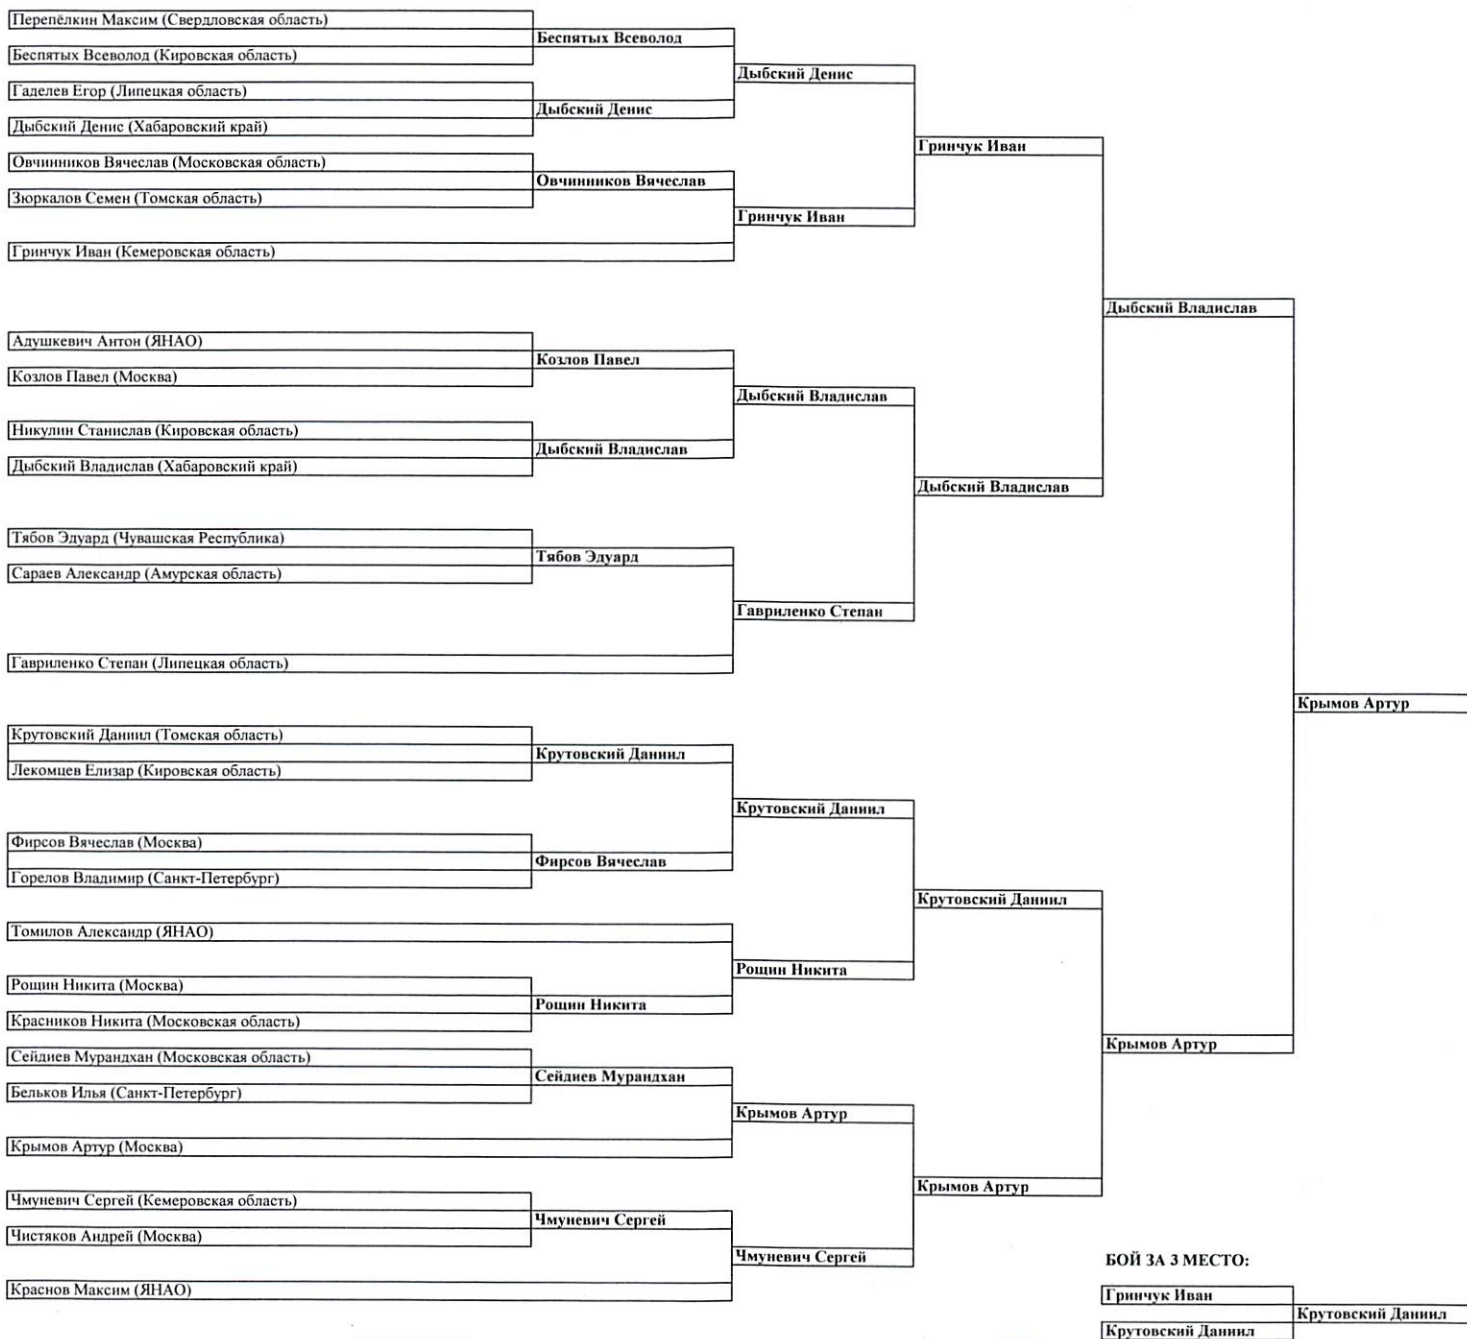 Перепёлкин Максим (Свердловская область)
Беспятых Всеволод
Беспятых Всеволод (Кировская область)
Дыбский Денис
Гаделев Егор (Липецкая область)
Дыбский Денис
Дыбский Денис (Хабаровский край)
Гринчук Иван
Овчинников Вячеслав (Московская область)
Овчинников Вячеслав
Зюркалов Семен (Томская область)
Гринчук Иван
Гринчук Иван (Кемеровская область)
Дыбский Владислав
Адушкевич Антон (ЯНАО)
Козлов Павел
Козлов Павел (Москва)
Дыбский Владислав
Никулин Станислав (Кировская область)
Дыбский Владислав
Дыбский Владислав (Хабаровский край)
Дыбский Владислав
Тябов Эдуард (Чувашская Республика)
Тябов Эдуард
Сараев Александр (Амурская область)
Гавриленко Степан
Гавриленко Степан (Липецкая область)
Крымов Артур
Крутовский Даниил (Томская область)
Крутовский Даниил
Лекомцев Елизар (Кировская область)
Крутовский Даниил
Фирсов Вячеслав (Москва)
Фирсов Вячеслав
Горелов Владимир (Санкт-Петербург)
Крутовский Даниил
Томилов Александр (ЯНАО)
Рощин Никита
Рощин Никита (Москва)
Рощин Никита
Красников Никита (Московская область)
Крымов Артур
Сейдиев Мурандхан (Московская область)
Сейдиев Мурандхан
Бельков Илья (Санкт-Петербург)
Крымов Артур
Крымов Артур (Москва)
Крымов Артур
Чмуневич Сергей (Кемеровская область)
Чмуневич Сергей
Чистяков Андрей (Москва)
Чмуневич Сергей
БОЙ ЗА 3 МЕСТО:
Краснов Максим (ЯНАО)
Гринчук Иван
Крутовский Даниил
Крутовский Даниил